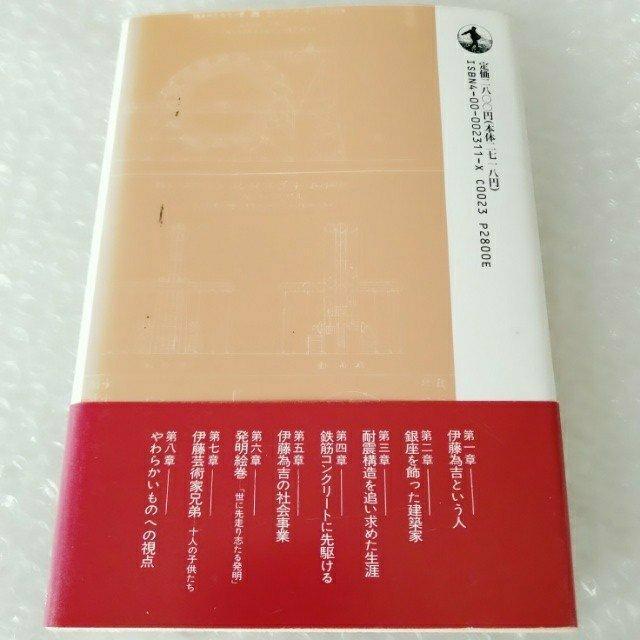 定価二八〇〇円(本体二七一八円)
ISBN4-00-002311-X C0023 P2800E
第一章――伊藤為吉という人
第二章――銀座を飾った建築家
第三章――耐震構造を追い求めた生涯
第四章――鉄筋コンクリートに先駆ける
第五章――伊藤為吉の社会事業
第六章――発明絵巻「世に先走り志たる発明」
第七章――伊藤芸術家兄弟―十人の子供たち
第八章――やわらかいものへの視点